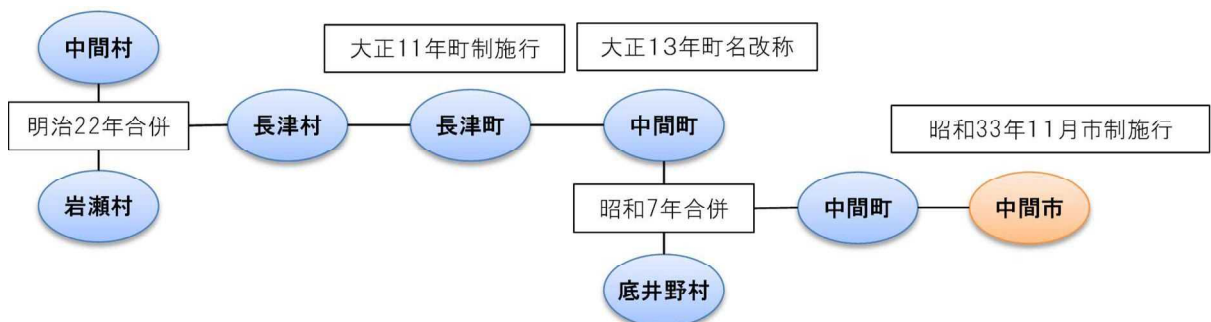 中間村
大正11年町制施行
大正13年町名改称
明治22年合併
長津村
長津町
中間町
昭和33年11月市制施行
岩瀬村
昭和7年合併
中間町
中間市
底井野村